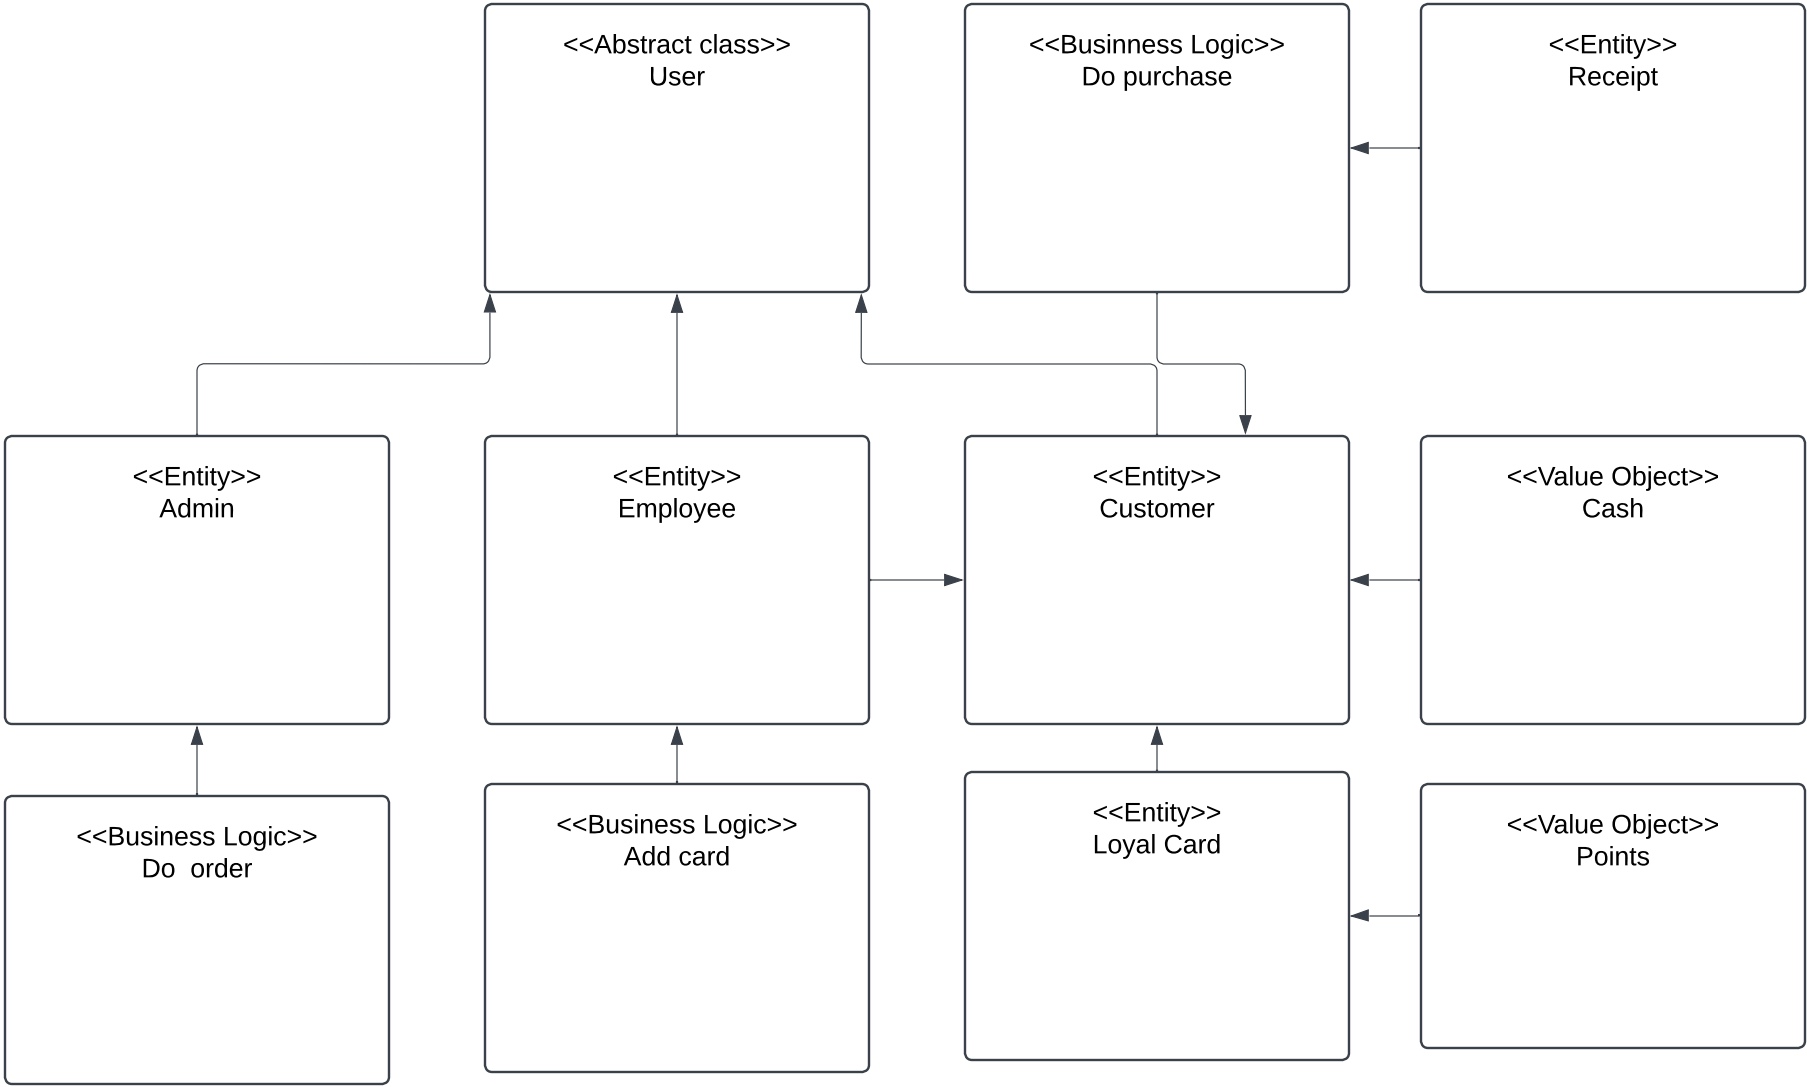 <<Abstract class>>
User
<<Businness Logic>>
Do purchase
<<Entity>>
Receipt
<<Entity>>
Admin
<<Entity>>
Employee
<<Entity>>
Customer
<<Value Object>>
Cash
<<Business Logic>>
Do  order
<<Business Logic>>
Add card
<<Entity>>
Loyal Card
<<Value Object>>
Points